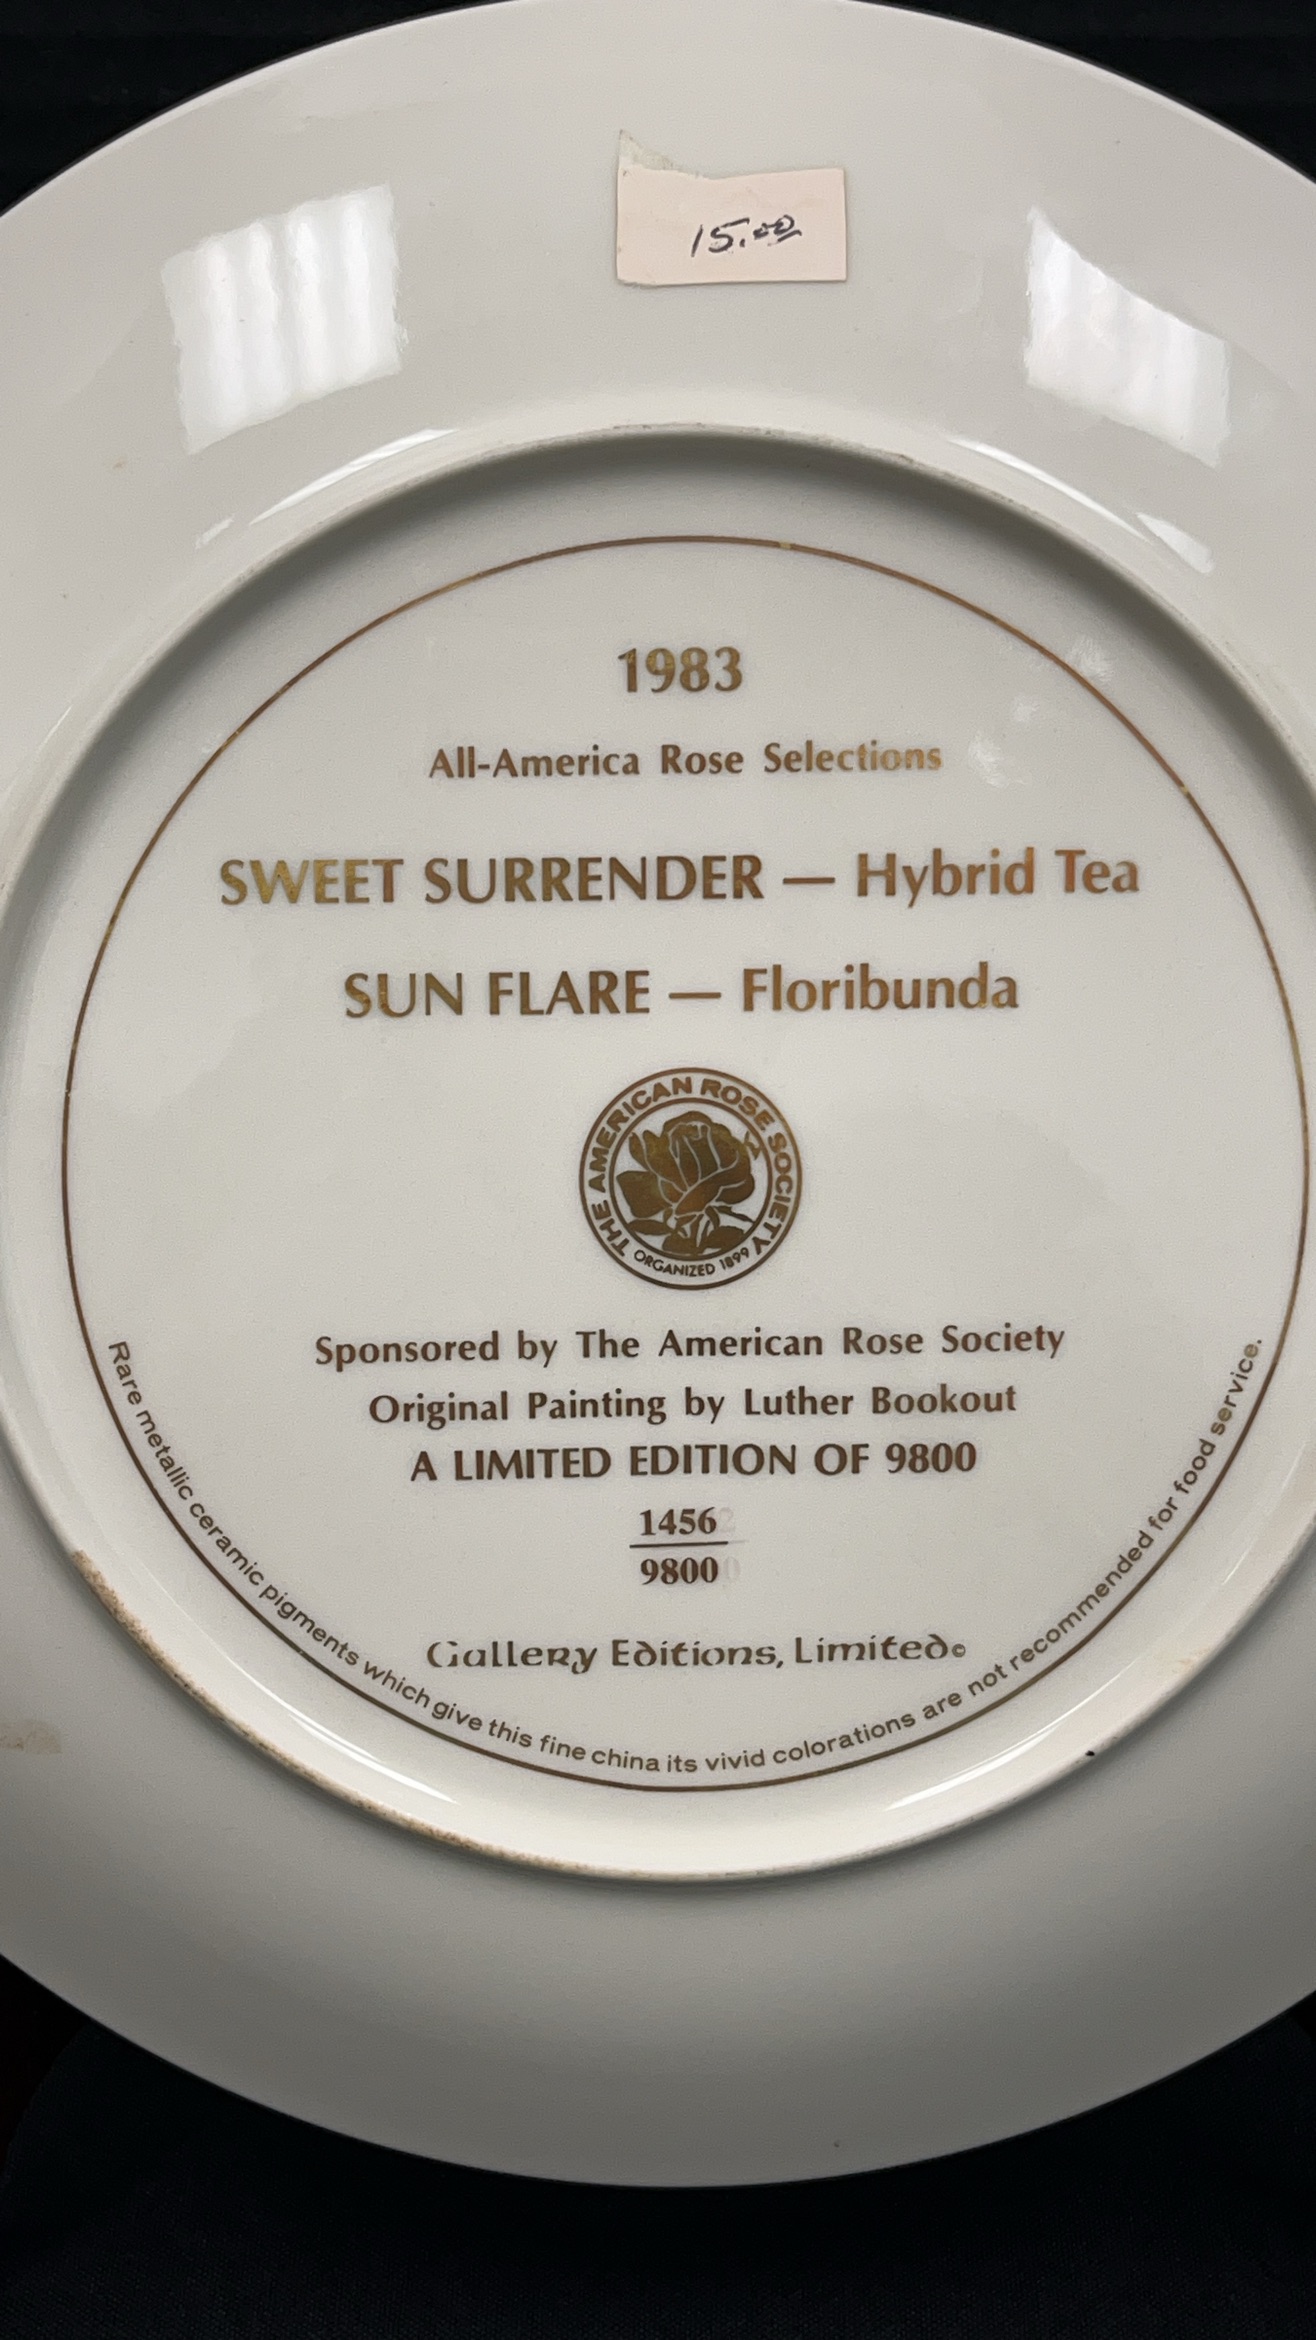 15.00
1983
All-America Rose Selections
SWEET SURRENDER — Hybrid Tea
SUN FLARE — Floribunda
THE AMERICAN ROSE SOCIETY
ORGANIZED 1899
Sponsored by The American Rose Society
Original Painting by Luther Bookout
A LIMITED EDITION OF 9800
1456
9800
Gallery Editions, Limited©
Rare metallic ceramic pigments which give this fine china its vivid colorations are not recommended for food service.